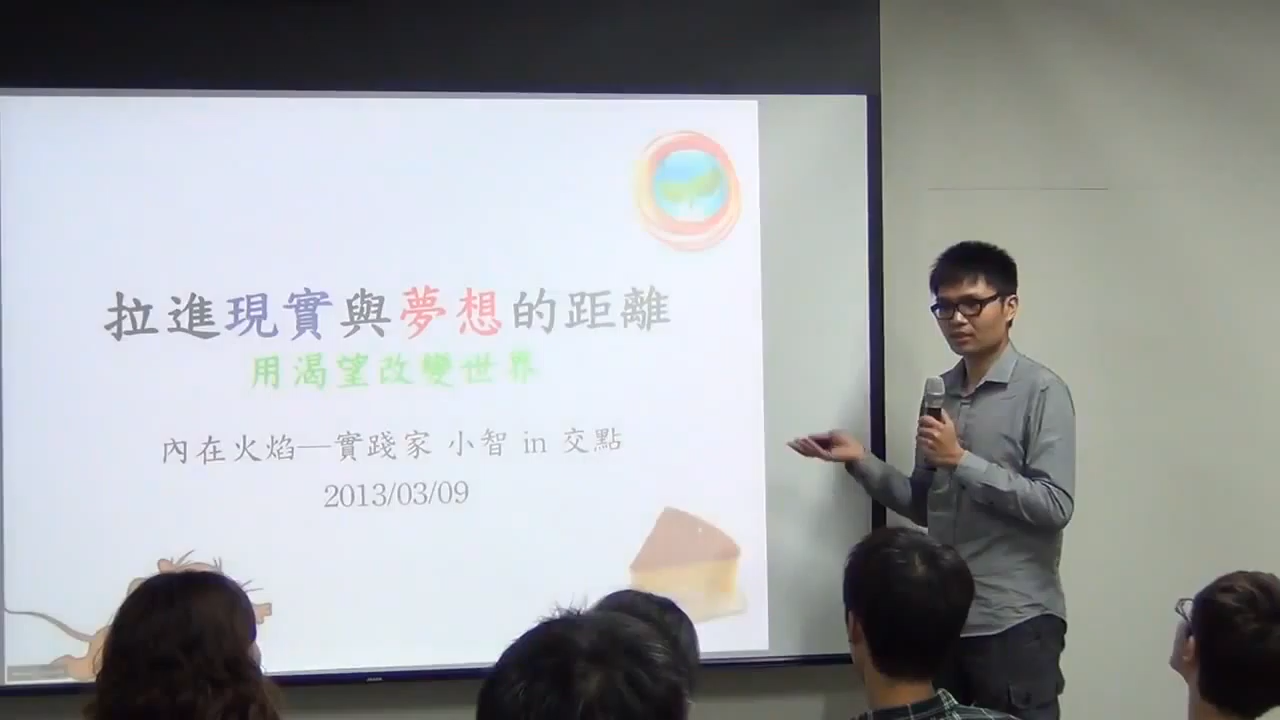 拉進現實與夢想的距離
用渴望改變世界
內在火焰—實踐家 小智 in 交點
2013/03/09